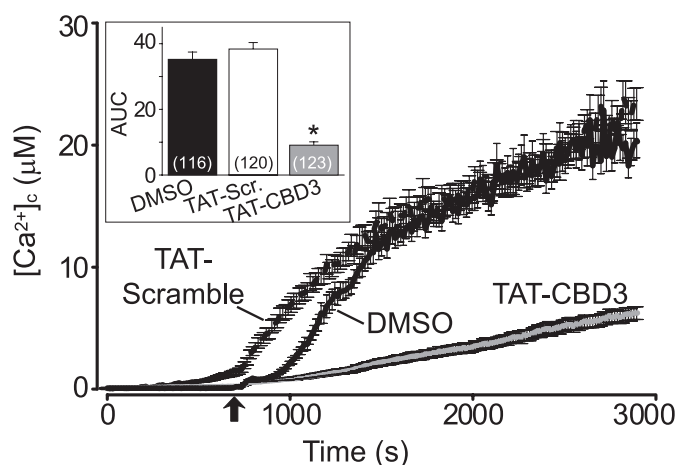 30
20
10
0
[Ca²⁺]c (μM)
40
20
0
AUC
(116)
(120)
(123)
*
DMSO
TAT-Scr.
TAT-CBD3
TAT-
Scramble
DMSO
TAT-CBD3
0
1000
2000
3000
Time (s)